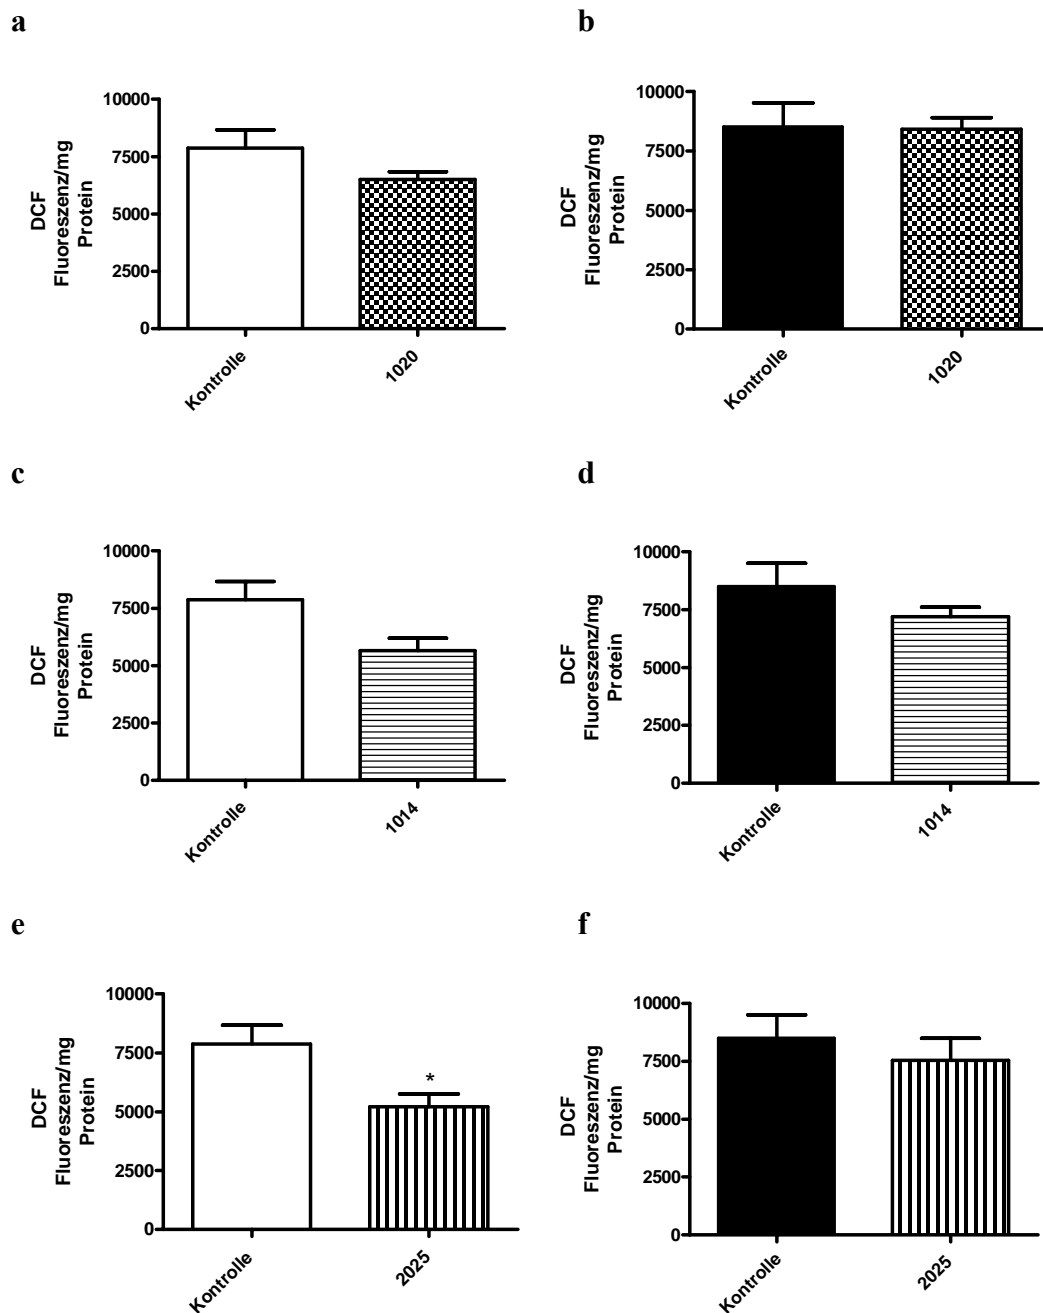 a
b
10000
7500
5000
2500
0
DCF
Fluoreszenz/mg
Protein
Kontrolle
1020
10000
7500
5000
2500
0
DCF
Fluoreszenz/mg
Protein
Kontrolle
1020
c
d
10000
7500
5000
2500
0
DCF
Fluoreszenz/mg
Protein
Kontrolle
1014
10000
7500
5000
2500
0
DCF
Fluoreszenz/mg
Protein
Kontrolle
1014
e
f
10000
7500
5000
2500
0
DCF
Fluoreszenz/mg
Protein
*
Kontrolle
2025
10000
7500
5000
2500
0
DCF
Fluoreszenz/mg
Protein
Kontrolle
2025